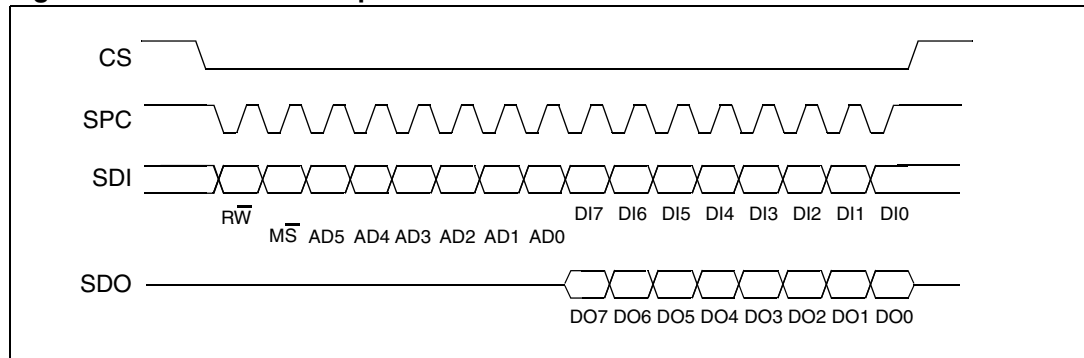 CS
SPC
SDI
RW̅
DI7 DI6 DI5 DI4 DI3 DI2 DI1 DI0
MS̅ AD5 AD4 AD3 AD2 AD1 AD0
SDO
DO7 DO6 DO5 DO4 DO3 DO2 DO1 DO0